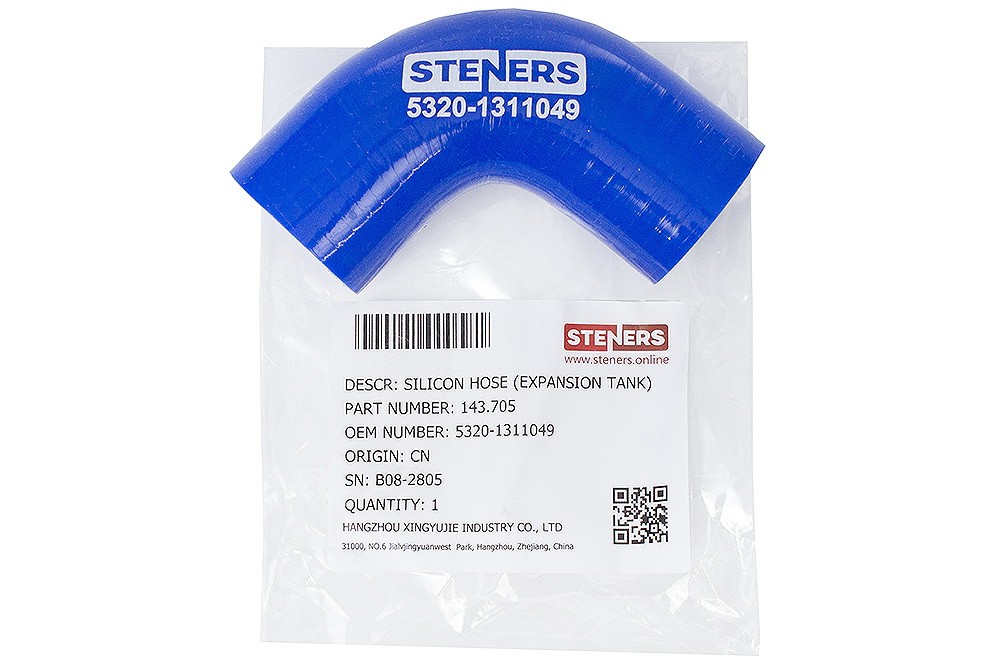 STENERS
5320-1311049
STENERS
www.steners.online
DESCR: SILICON HOSE (EXPANSION TANK)
PART NUMBER: 143.705
OEM NUMBER: 5320-1311049
ORIGIN: CN
SN: B08-2805
QUANTITY: 1
HANGZHOU XINGYUJIE INDUSTRY CO., LTD
31000, NO.6 Jialvjingyuanwest Park, Hangzhou, Zhejiang, China